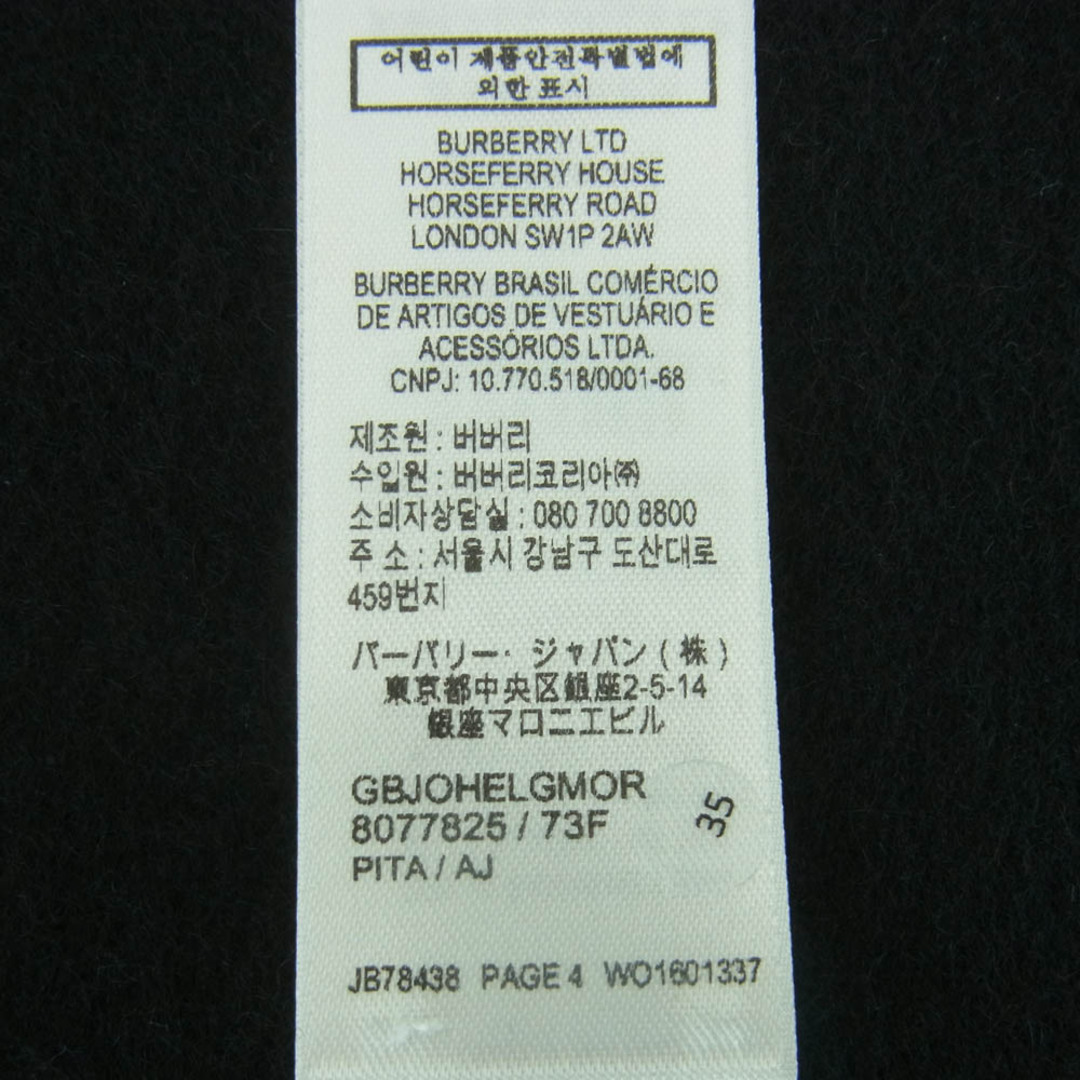 어린이 제품안전특별법에
의한 표시
BURBERRY LTD
HORSEFERRY HOUSE
HORSEFERRY ROAD
LONDON SW1P 2AW
BURBERRY BRASIL COMÉRCIO
DE ARTIGOS DE VESTUÁRIO E
ACESSÓRIOS LTDA.
CNPJ: 10.770.518/0001-68
제조원 : 버버리
수입원 : 버버리코리아㈜
소비자상담실 : 080 700 8800
주 소 : 서울시 강남구 도산대로
459번지
バーバリー・ジャパン ( 株 )
東京都中央区銀座2-5-14
銀座マロニエビル
GBJOHELGMOR
8077825 / 73F
35
PITA / AJ
JB78438 PAGE 4 WO1601337